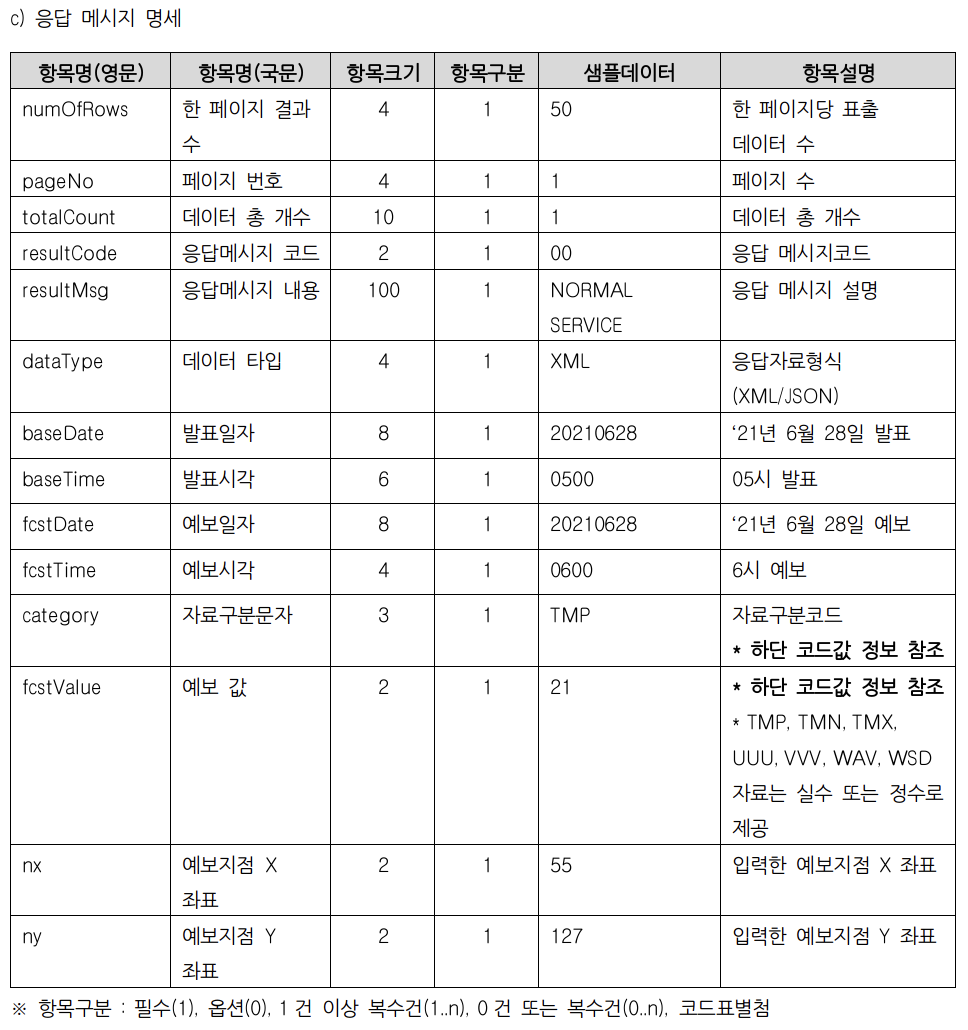 c) 응답 메시지 명세
항목명(영문) 항목명(국문) 항목크기 항목구분 샘플데이터 항목설명
numOfRows 한 페이지 결과 4 1 50 한 페이지당 표출
수 데이터 수
pageNo 페이지 번호 4 1 1 페이지 수
totalCount 데이터 총 개수 10 1 1 데이터 총 개수
resultCode 응답메시지 코드 2 1 00 응답 메시지코드
resultMsg 응답메시지 내용 100 1 NORMAL 응답 메시지 설명
SERVICE
dataType 데이터 타입 4 1 XML 응답자료형식
(XML/JSON)
baseDate 발표일자 8 1 20210628 ‘21년 6월 28일 발표
baseTime 발표시각 6 1 0500 05시 발표
fcstDate 예보일자 8 1 20210628 ‘21년 6월 28일 예보
fcstTime 예보시각 4 1 0600 6시 예보
category 자료구분문자 3 1 TMP 자료구분코드
* 하단 코드값 정보 참조
fcstValue 예보 값 2 1 21 * 하단 코드값 정보 참조
* TMP, TMN, TMX,
UUU, VVV, WAV, WSD
자료는 실수 또는 정수로
제공
nx 예보지점 X 2 1 55 입력한 예보지점 X 좌표
좌표
ny 예보지점 Y 2 1 127 입력한 예보지점 Y 좌표
좌표
※ 항목구분 : 필수(1), 옵션(0), 1 건 이상 복수건(1..n), 0 건 또는 복수건(0..n), 코드표별첨